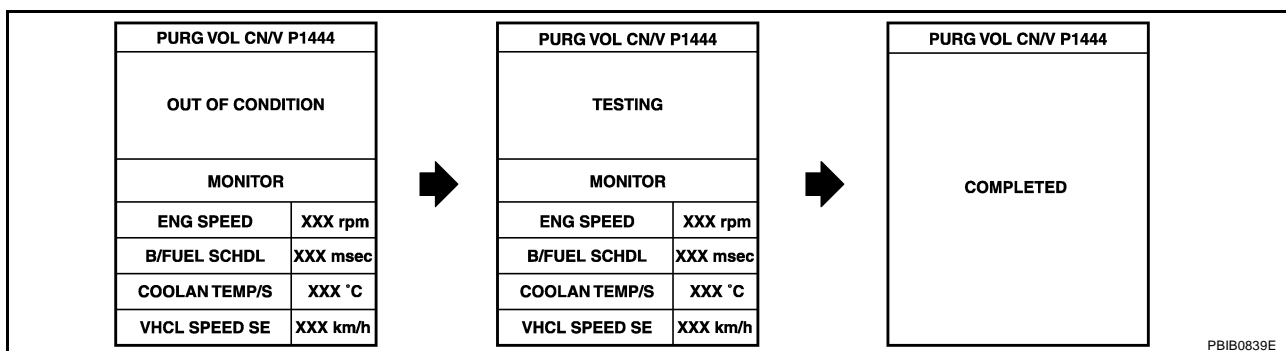 PURG VOL CN/V P1444
OUT OF CONDITION
MONITOR
ENG SPEED XXX rpm
B/FUEL SCHDL XXX msec
COOLAN TEMP/S XXX °C
VHCL SPEED SE XXX km/h
PURG VOL CN/V P1444
TESTING
MONITOR
ENG SPEED XXX rpm
B/FUEL SCHDL XXX msec
COOLAN TEMP/S XXX °C
VHCL SPEED SE XXX km/h
PURG VOL CN/V P1444
COMPLETED
PBIB0839E